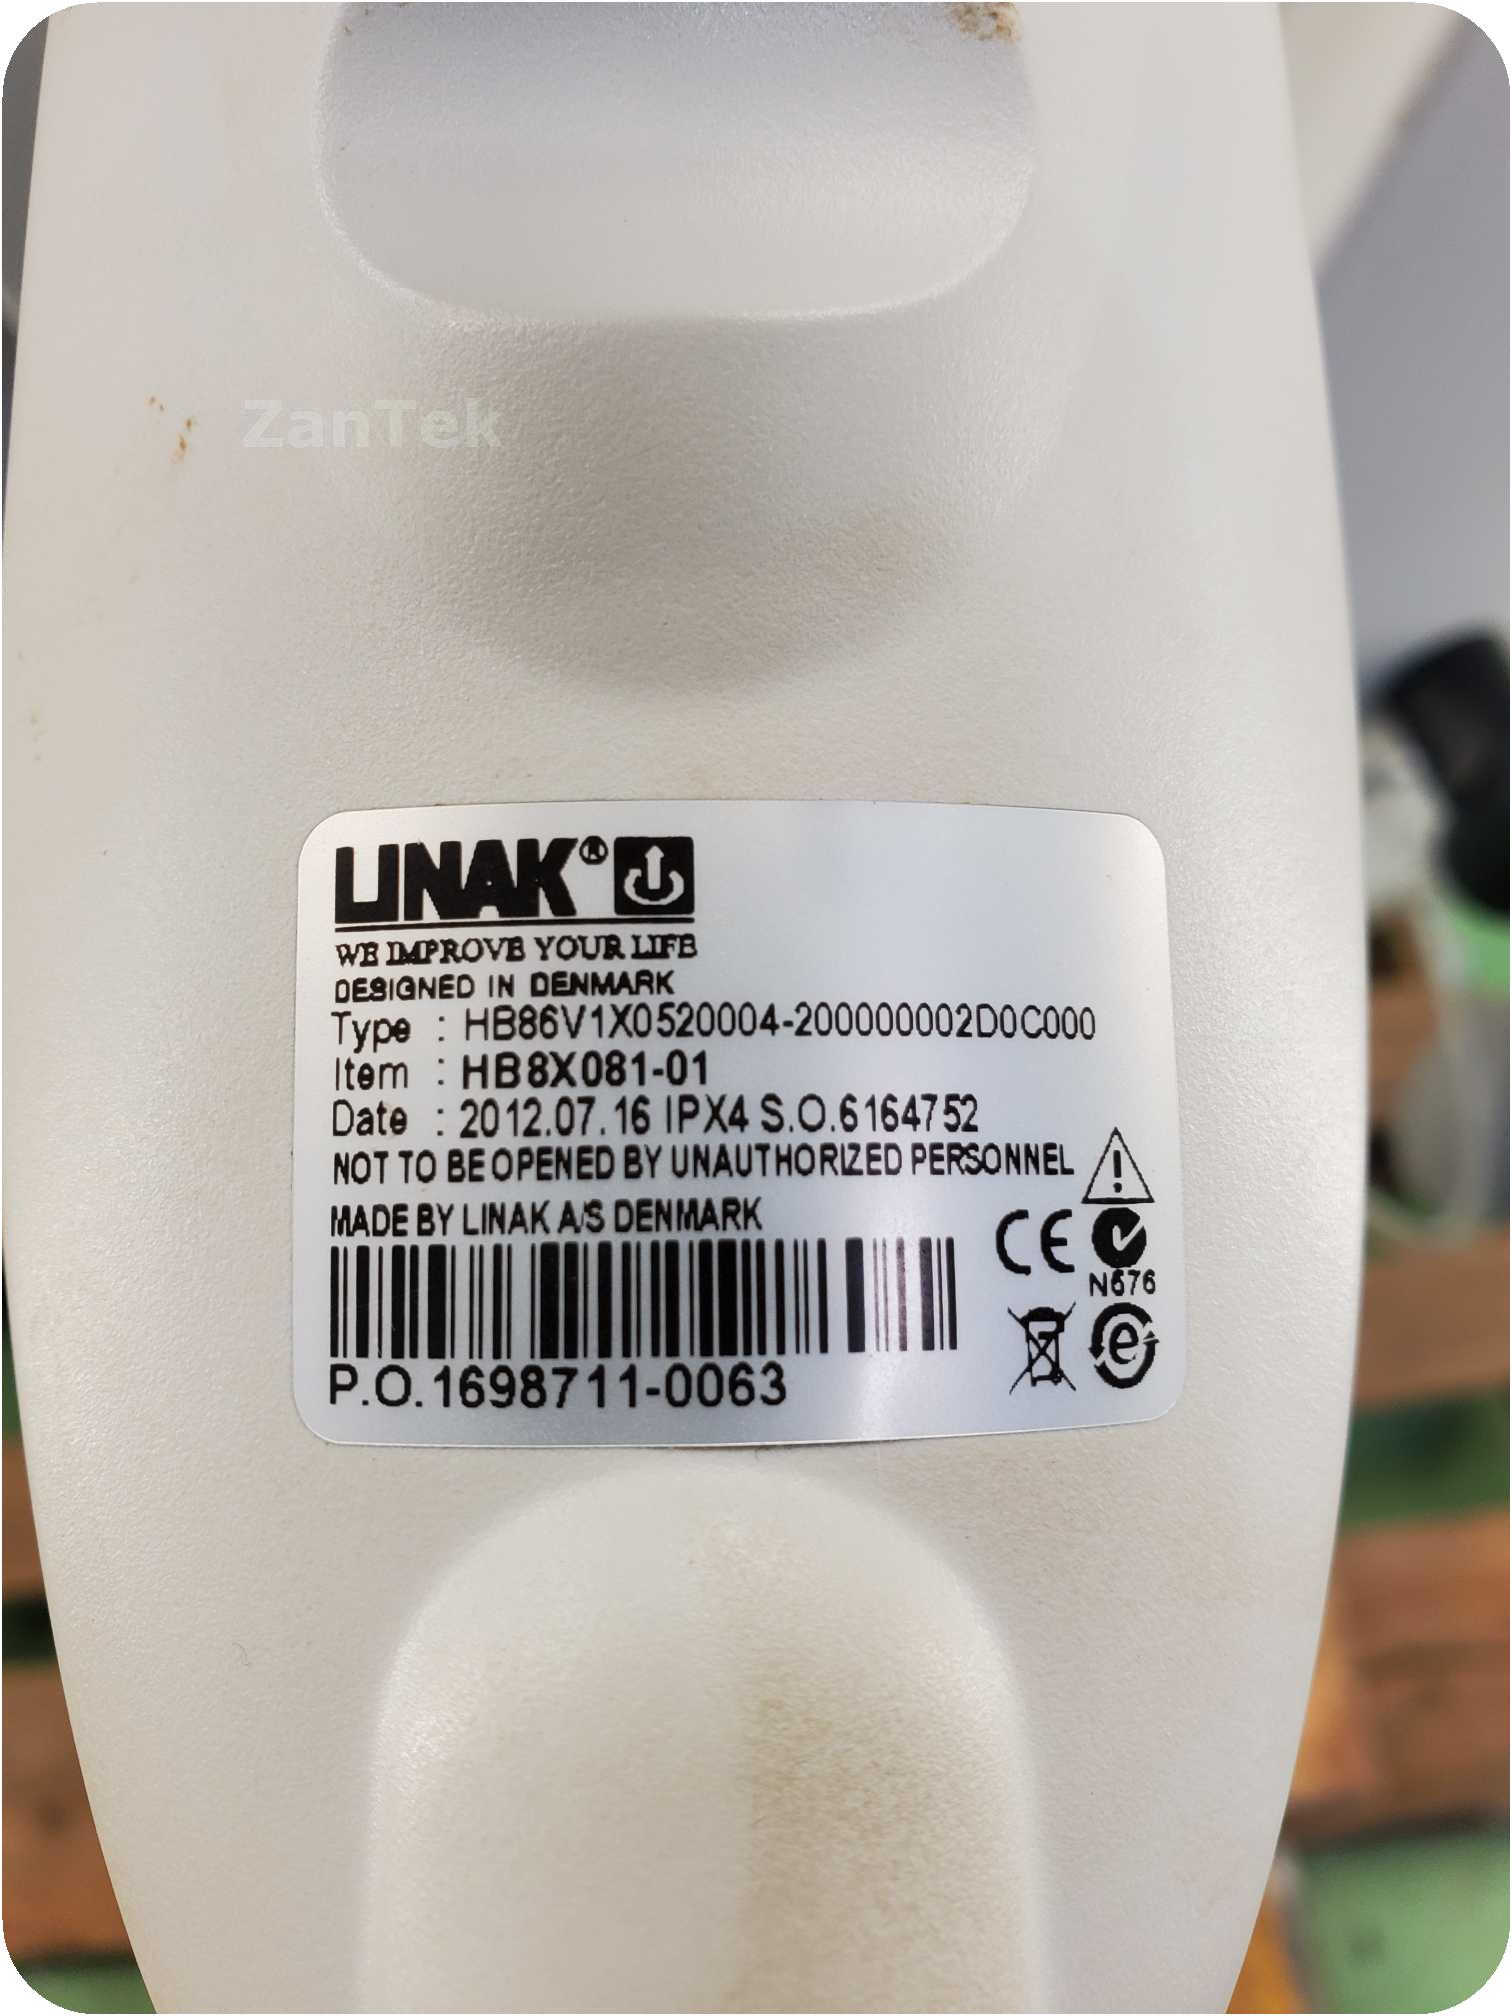 ZanTek
LINAK®
WE IMPROVE YOUR LIFE
DESIGNED IN DENMARK
Type : HB86V1X0520004-200000002D0C000
Item : HB8X081-01
Date : 2012.07.16 IPX4 S.O.6164752
NOT TO BE OPENED BY UNAUTHORIZED PERSONNEL
MADE BY LINAK A/S DENMARK
CE
N676
e
P.O.1698711-0063